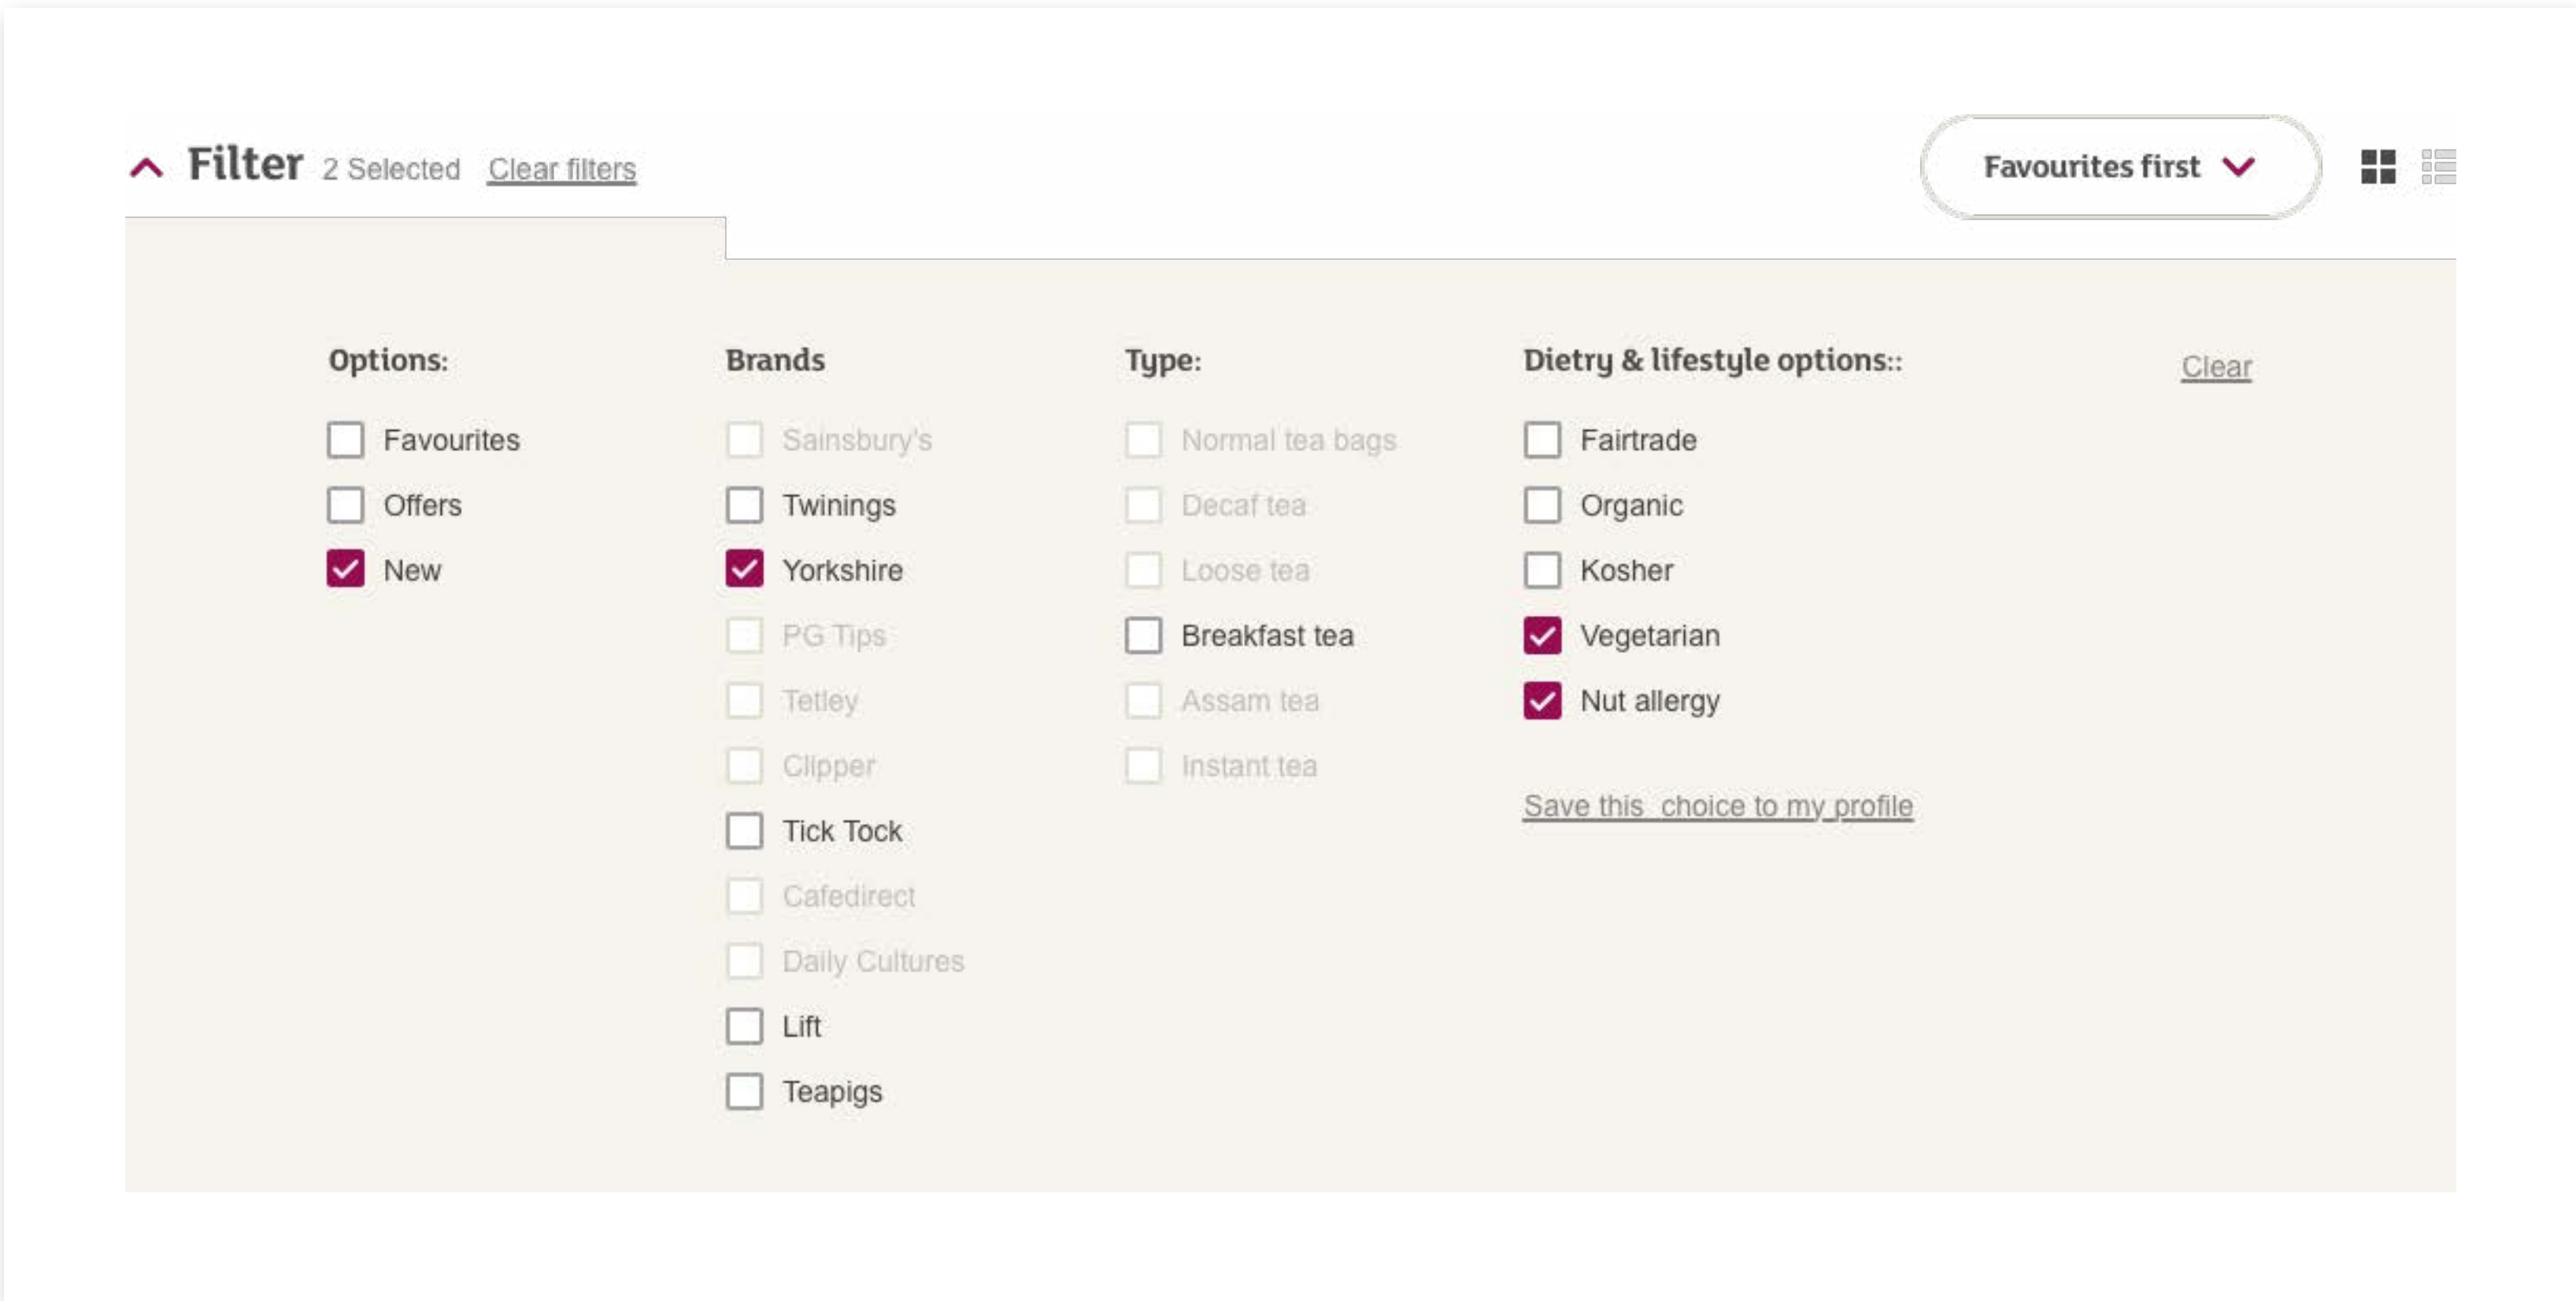 Filter 2 Selected Clear filters
Favourites first
Options:
Favourites
Offers
New
Brands
Sainsbury's
Twinings
Yorkshire
PG Tips
Tetley
Clipper
Tick Tock
Cafedirect
Daily Cultures
Lift
Teapigs
Type:
Normal tea bags
Decaf tea
Loose tea
Breakfast tea
Assam tea
Instant tea
Dietry & lifestyle options::
Clear
Fairtrade
Organic
Kosher
Vegetarian
Nut allergy
Save this choice to my profile